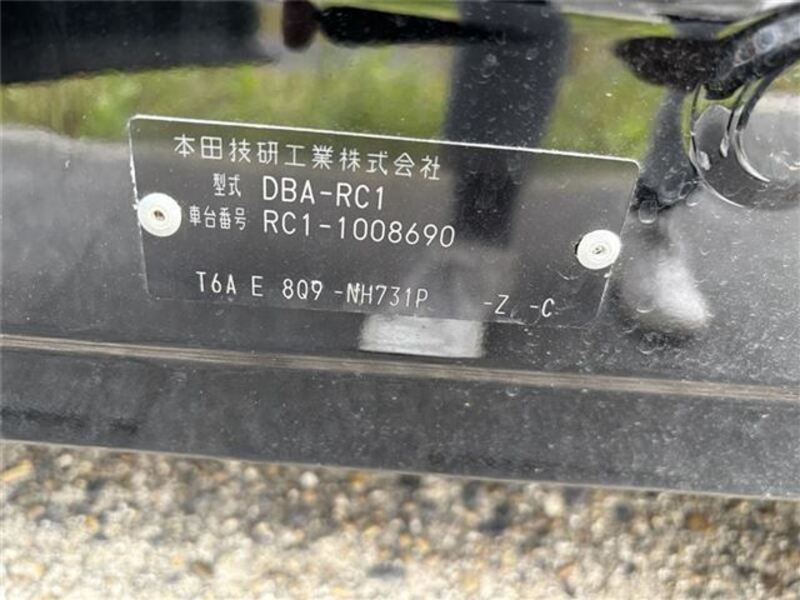 本田技研工業株式会社
型式 DBA-RC1
車台番号 RC1-1008690
T6A E 8Q9 -NH731P -Z -C